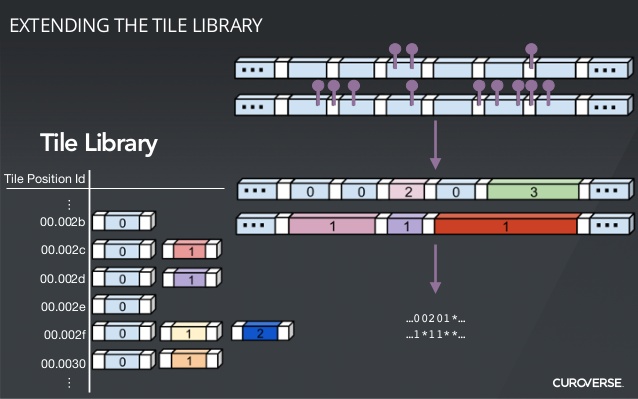 EXTENDING THE TILE LIBRARY
... ...
... ...
Tile Library
Tile Position Id
... 0 0 2 0 3 ...
... 1 1 1 ...
⋮
00.002b 0
00.002c 0 1
00.002d 0 1
00.002e 0
00.002f 0 1 2
00.0030 0 1
⋮
...00201*...
...1*11**...
CUROVERSE.